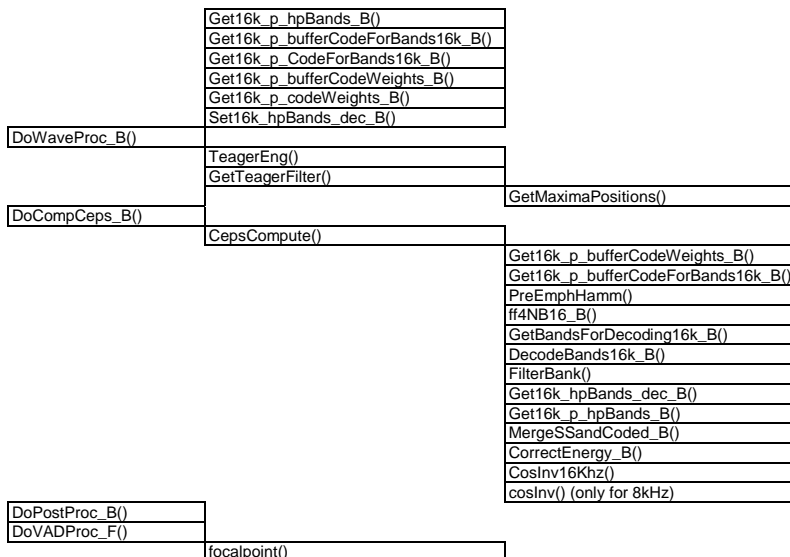 Get16k_p_hpBands_B()
Get16k_p_bufferCodeForBands16k_B()
Get16k_p_CodeForBands16k_B()
Get16k_p_bufferCodeWeights_B()
Get16k_p_codeWeights_B()
Set16k_hpBands_dec_B()
DoWaveProc_B()
TeagerEng()
GetTeagerFilter()
GetMaximaPositions()
DoCompCeps_B()
CepsCompute()
Get16k_p_bufferCodeWeights_B()
Get16k_p_bufferCodeForBands16k_B()
PreEmphHamm()
ff4NB16_B()
GetBandsForDecoding16k_B()
DecodeBands16k_B()
FilterBank()
Get16k_hpBands_dec_B()
Get16k_p_hpBands_B()
MergeSSandCoded_B()
CorrectEnergy_B()
CosInv16Khz()
cosInv() (only for 8kHz)
DoPostProc_B()
DoVADProc_F()
focalpoint()